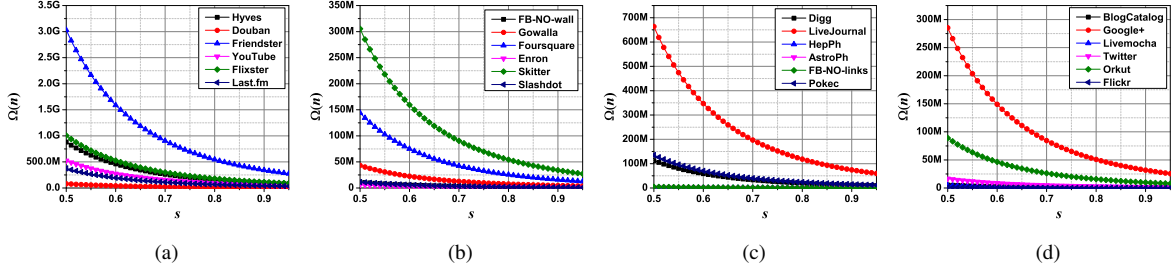 3.5G
3.0G
2.5G
2.0G
1.5G
1.0G
500.0M
0.0
Ω(n)
Hyves
Douban
Friendster
YouTube
Flixster
Last.fm
0.5 0.6 0.7 0.8 0.9
s
(a)
350M
300M
250M
200M
150M
100M
50M
0
Ω(n)
FB-NO-wall
Gowalla
Foursquare
Enron
Skitter
Slashdot
0.5 0.6 0.7 0.8 0.9
s
(b)
700M
600M
500M
400M
300M
200M
100M
0
Ω(n)
Digg
LiveJournal
HepPh
AstroPh
FB-NO-links
Pokec
0.5 0.6 0.7 0.8 0.9
s
(c)
300M
250M
200M
150M
100M
50M
0
Ω(n)
BlogCatalog
Google+
Livemocha
Twitter
Orkut
Flickr
0.5 0.6 0.7 0.8 0.9
s
(d)